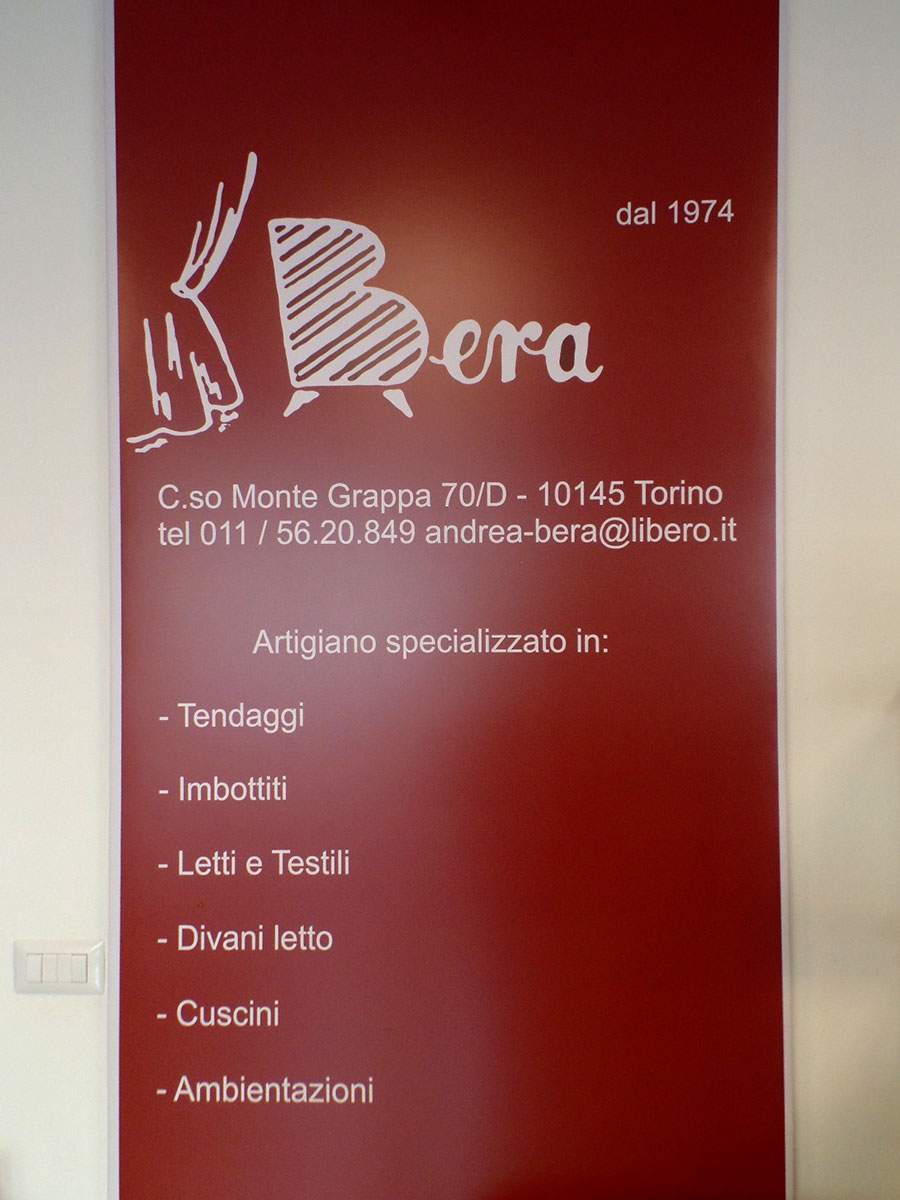 dal 1974
Bera
C.so Monte Grappa 70/D - 10145 Torino
tel 011 / 56.20.849 andrea-bera@libero.it
Artigiano specializzato in:
- Tendaggi
- Imbottiti
- Letti e Testili
- Divani letto
- Cuscini
- Ambientazioni